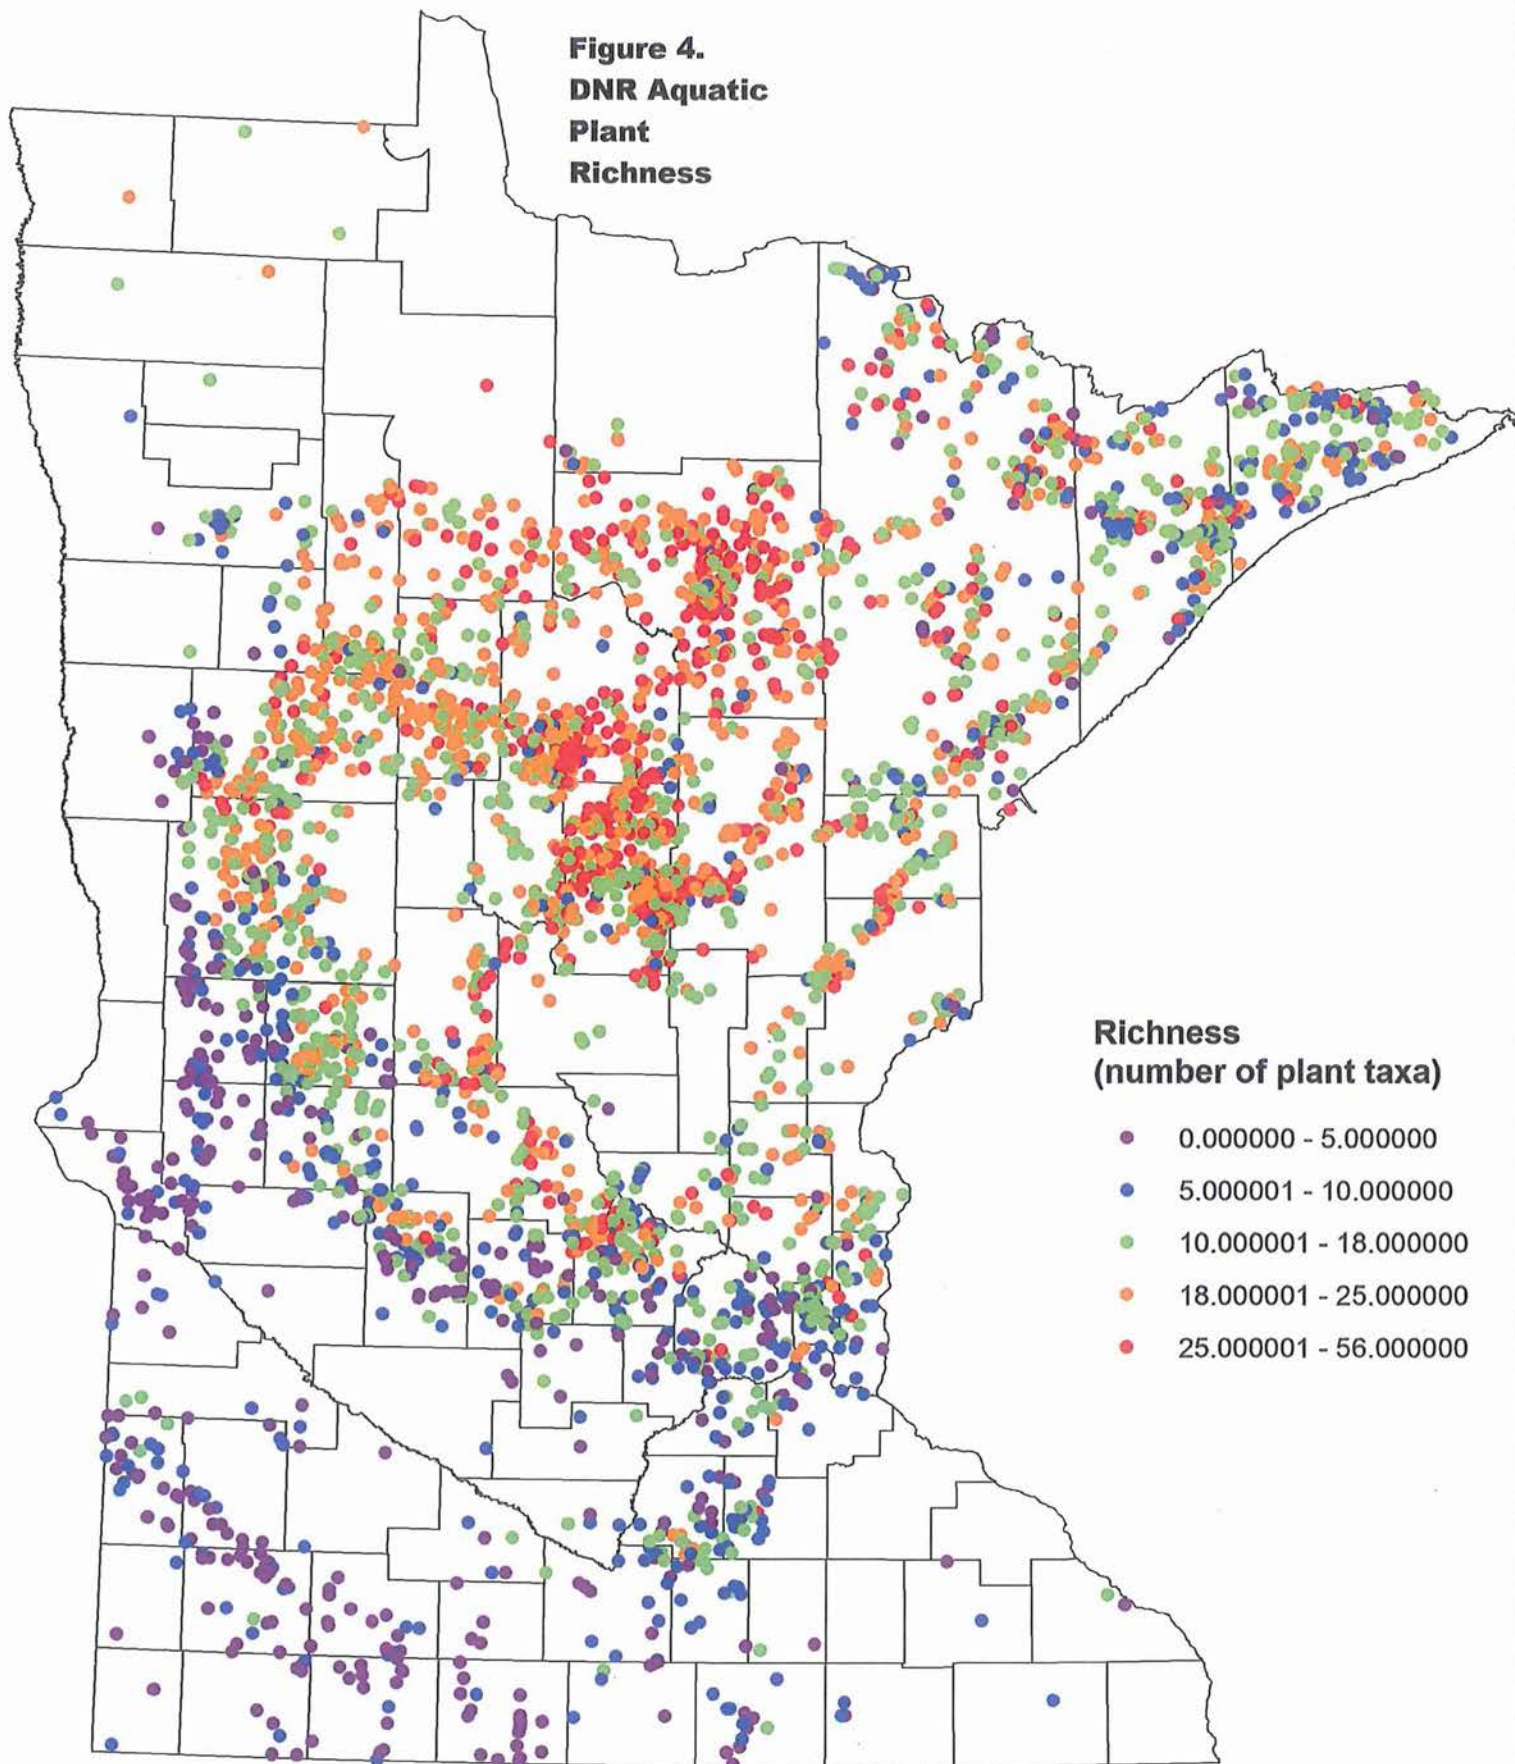 Figure 4.
DNR Aquatic
Plant
Richness
Richness
(number of plant taxa)
0.000000 - 5.000000
5.000001 - 10.000000
10.000001 - 18.000000
18.000001 - 25.000000
25.000001 - 56.000000